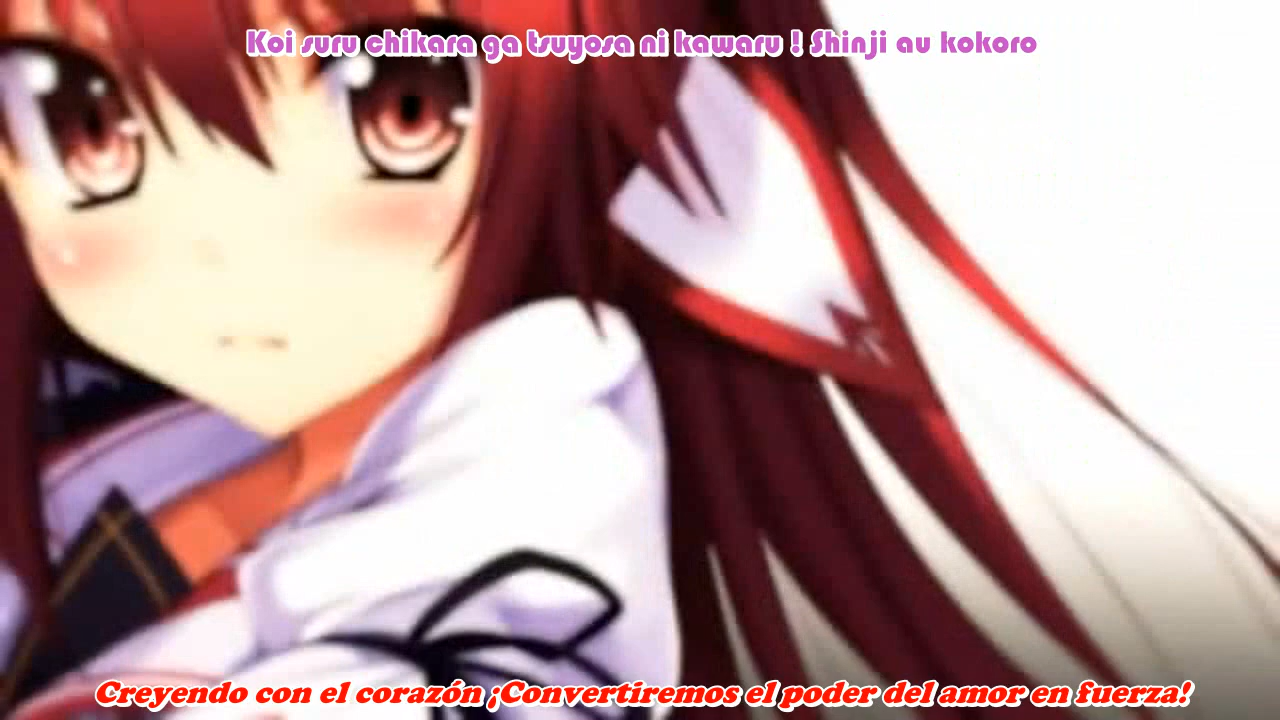 Koi suru chikara ga tsuyosa ni kawaru ! Shinji au kokoro
Creyendo con el corazón ¡Convertiremos el poder del amor en fuerza!